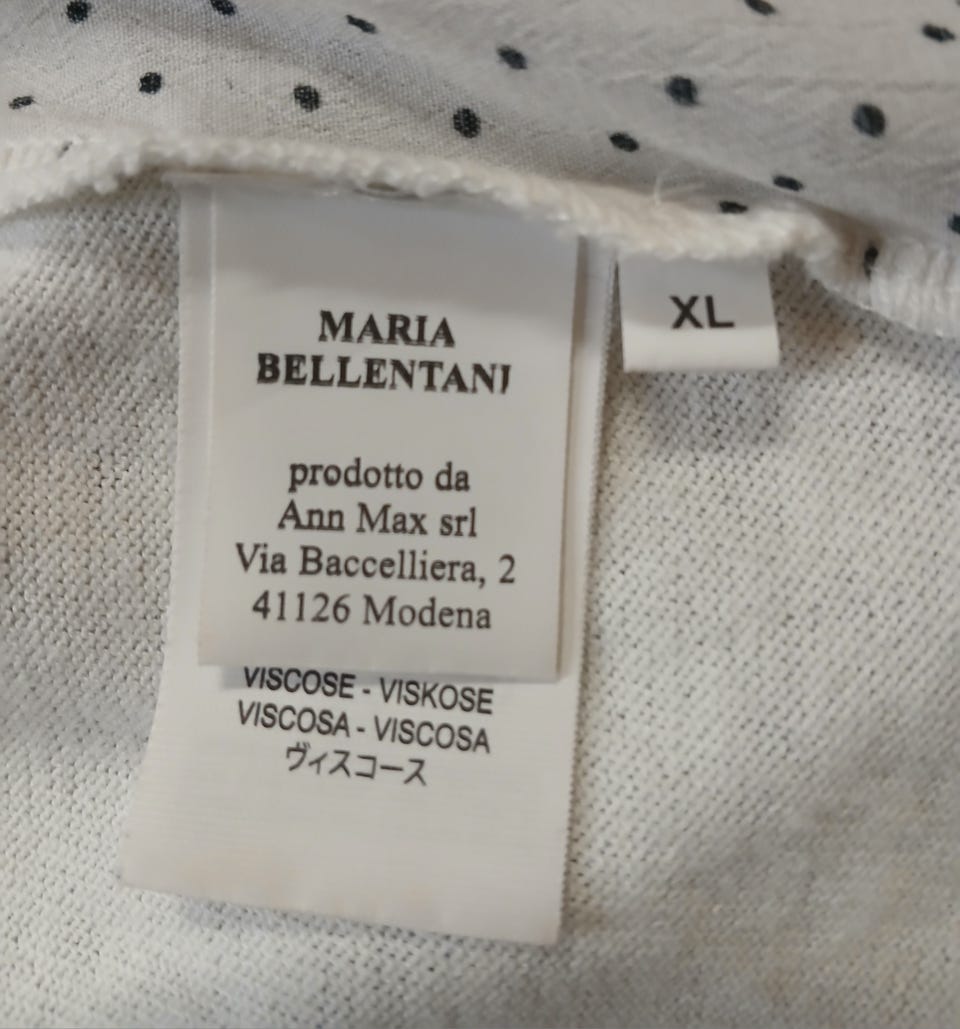 MARIA
BELLENTANI
prodotto da
Ann Max srl
Via Baccelliera, 2
41126 Modena
VISCOSE - VISKOSE
VISCOSA - VISCOSA
ヴィスコース
XL